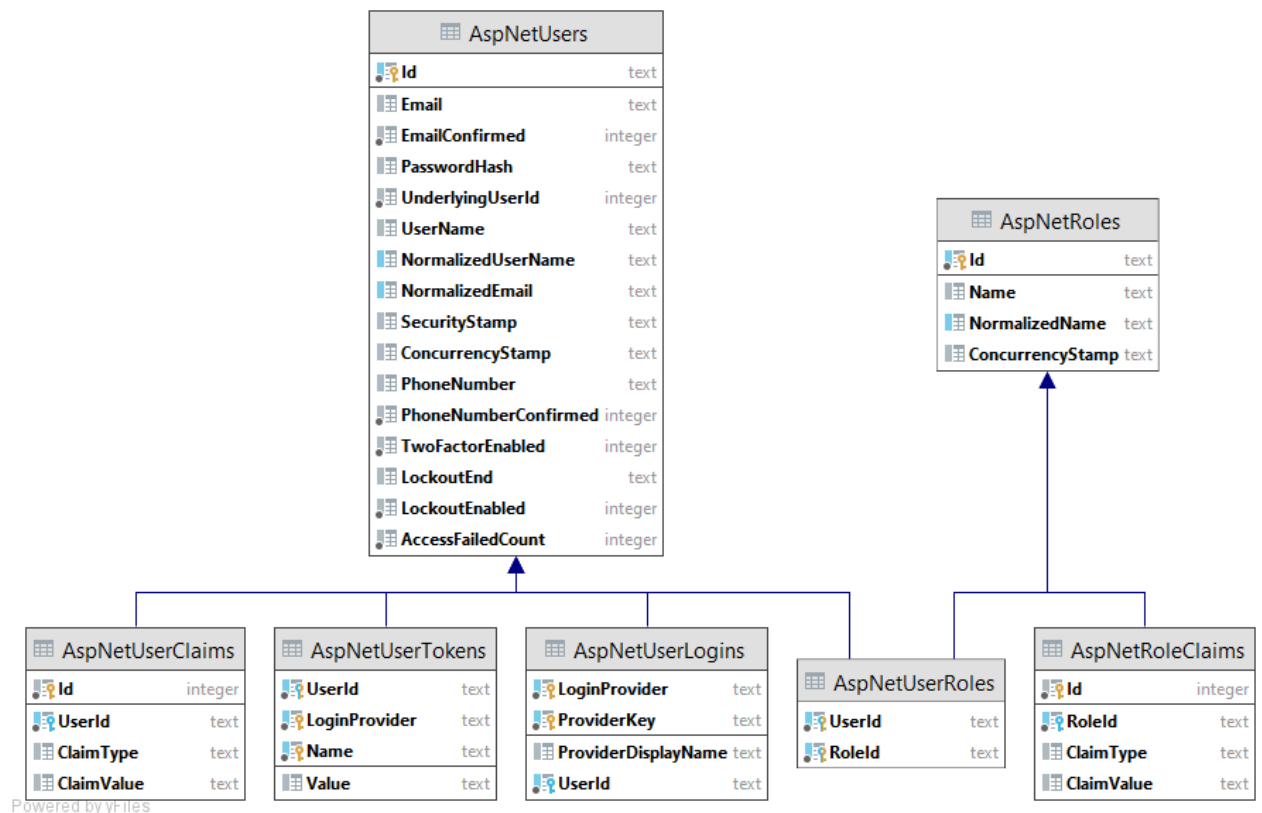 AspNetUsers
Id text
Email text
EmailConfirmed integer
PasswordHash text
UnderlyingUserId integer
UserName text
NormalizedUserName text
NormalizedEmail text
SecurityStamp text
ConcurrencyStamp text
PhoneNumber text
PhoneNumberConfirmed integer
TwoFactorEnabled integer
LockoutEnd text
LockoutEnabled integer
AccessFailedCount integer
AspNetRoles
Id text
Name text
NormalizedName text
ConcurrencyStamp text
AspNetUserClaims
Id integer
UserId text
ClaimType text
ClaimValue text
AspNetUserTokens
UserId text
LoginProvider text
Name text
Value text
AspNetUserLogins
LoginProvider text
ProviderKey text
ProviderDisplayName text
UserId text
AspNetUserRoles
UserId text
RoleId text
AspNetRoleClaims
Id integer
RoleId text
ClaimType text
ClaimValue text
Powered by yFiles